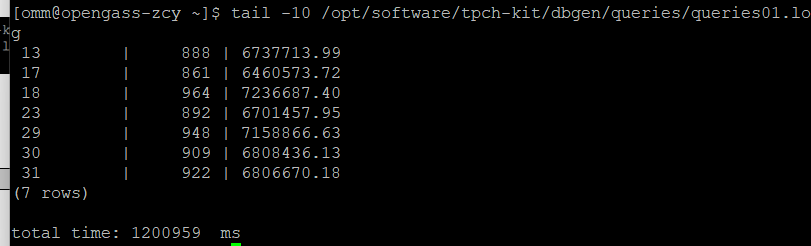 [omm@opengass-zcy ~]$ tail -10 /opt/software/tpch-kit/dbgen/queries/queries01.lo
g
 13         |      888 | 6737713.99
 17         |      861 | 6460573.72
 18         |      964 | 7236687.40
 23         |      892 | 6701457.95
 29         |      948 | 7158866.63
 30         |      909 | 6808436.13
 31         |      922 | 6806670.18
(7 rows)

total time: 1200959  ms